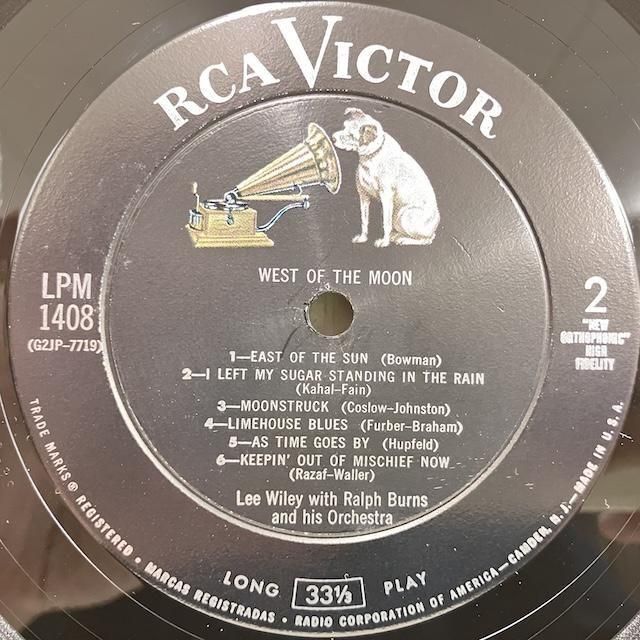 RCA VICTOR
WEST OF THE MOON
LPM
1408
(G2JP-7719)
2
"NEW
ORTHOPHONIC"
HIGH
FIDELITY
1—EAST OF THE SUN (Bowman)
2—I LEFT MY SUGAR STANDING IN THE RAIN
(Kahal-Fain)
3—MOONSTRUCK (Coslow-Johnston)
4—LIMEHOUSE BLUES (Furber-Braham)
5—AS TIME GOES BY (Hupfeld)
6—KEEPIN' OUT OF MISCHIEF NOW
(Razaf-Waller)
Lee Wiley with Ralph Burns
and his Orchestra
LONG 33⅓ PLAY
TRADE MARKS ® REGISTERED • MARCAS REGISTRADAS • RADIO CORPORATION OF AMERICA—CAMDEN, N. J.—MADE IN U.S.A.